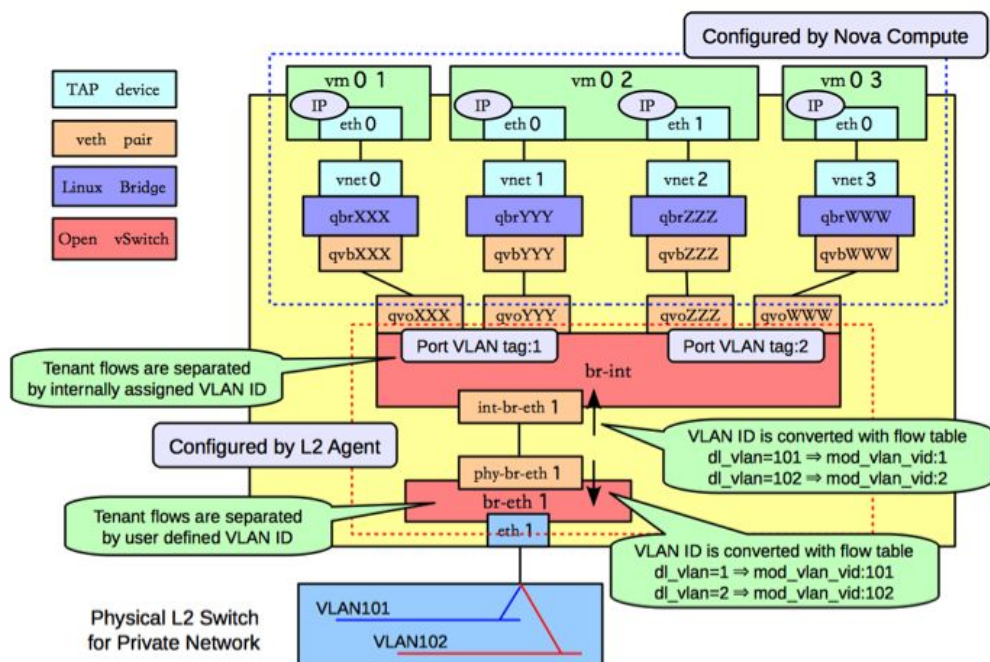 Configured by Nova Compute
TAP device
veth pair
Linux Bridge
Open vSwitch
vm 0 1
vm 0 2
vm 0 3
IP
IP
IP
IP
eth 0
eth 0
eth 1
eth 0
vnet 0
vnet 1
vnet 2
vnet 3
qbrXXX
qbrYYY
qbrZZZ
qbrWWW
qvbXXX
qvbYYY
qvbZZZ
qvbWWW
qvoXXX
qvoYYY
qvoZZZ
qvoWWW
Port VLAN tag:1
Port VLAN tag:2
br-int
Tenant flows are separated
by internally assigned VLAN ID
int-br-eth 1
VLAN ID is converted with flow table
dl_vlan=101 ⇒ mod_vlan_vid:1
dl_vlan=102 ⇒ mod_vlan_vid:2
Configured by L2 Agent
phy-br-eth 1
br-eth 1
eth 1
Tenant flows are separated
by user defined VLAN ID
VLAN ID is converted with flow table
dl_vlan=1 ⇒ mod_vlan_vid:101
dl_vlan=2 ⇒ mod_vlan_vid:102
Physical L2 Switch
for Private Network
VLAN101
VLAN102